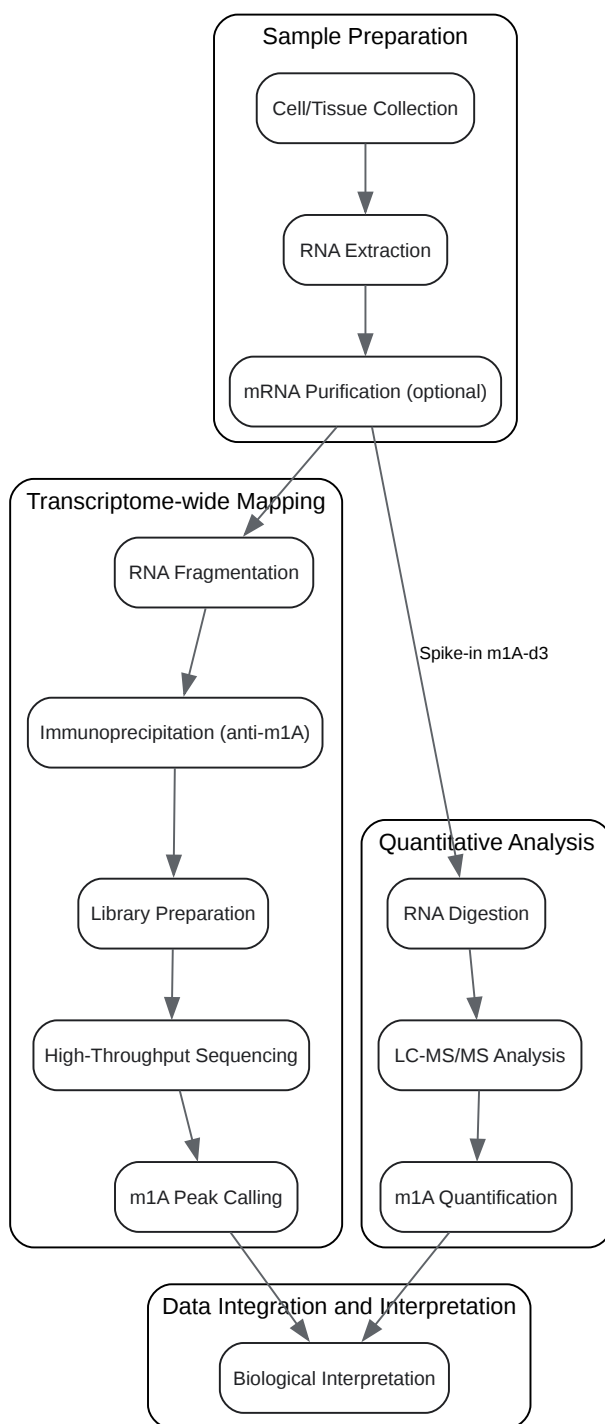 Sample Preparation
Cell/Tissue Collection
RNA Extraction
mRNA Purification (optional)
Transcriptome-wide Mapping
RNA Fragmentation
Spike-in m1A-d3
Immunoprecipitation (anti-m1A)
Quantitative Analysis
Library Preparation
RNA Digestion
High-Throughput Sequencing
LC-MS/MS Analysis
m1A Peak Calling
m1A Quantification
Data Integration and Interpretation
Biological Interpretation